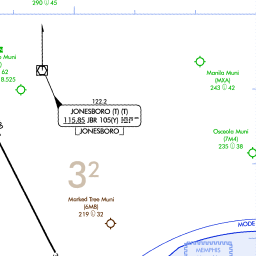 290 45
Muni
62
8.525
122.2
JONESBORO (T) (T)
115.85 JBR 105(Y)
JONESBORO
Manila Muni
(MXA)
243 42
Osceola Muni
(7M4)
235 38
3²
Marked Tree Muni
(6M8)
219 32
MODE
MEMPHIS